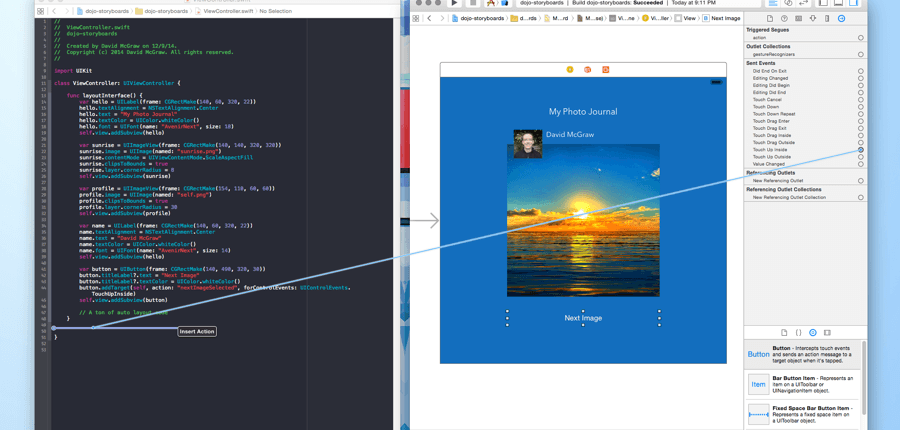 ViewController.swift
dojo-storyboards
dojo-storyboards
ViewController.swift
No Selection
//
//  ViewController.swift
//  dojo-storyboards
//
//  Created by David McGraw on 12/9/14.
//  Copyright (c) 2014 David McGraw. All rights reserved.
//
import UIKit
class ViewController: UIViewController {
func layoutInterface() {
var hello = UILabel(frame: CGRectMake(140, 60, 320, 22))
hello.textAlignment = NSTextAlignment.Center
hello.text = "My Photo Journal"
hello.textColor = UIColor.whiteColor()
hello.font = UIFont(name: "AvenirNext", size: 18)
self.view.addSubview(hello)
var sunrise = UIImageView(frame: CGRectMake(140, 140, 320, 320))
sunrise.image = UIImage(named: "sunrise.png")
sunrise.contentMode = UIViewContentMode.ScaleAspectFill
sunrise.clipsToBounds = true
sunrise.layer.cornerRadius = 8
self.view.addSubview(sunrise)
var profile = UIImageView(frame: CGRectMake(154, 110, 60, 60))
profile.image = UIImage(named: "self.png")
profile.clipsToBounds = true
profile.layer.cornerRadius = 30
self.view.addSubview(profile)
var name = UILabel(frame: CGRectMake(140, 60, 320, 22))
name.textAlignment = NSTextAlignment.Center
name.text = "David McGraw"
name.textColor = UIColor.whiteColor()
name.font = UIFont(name: "AvenirNext", size: 14)
self.view.addSubview(hello)
var button = UIButton(frame: CGRectMake(140, 400, 320, 30))
button.titleLabel?.text = "Next Image"
button.titleLabel?.textColor = UIColor.whiteColor()
button.addTarget(self, action: "nextImageSelected", forControlEvents: UIControlEvents.
TouchUpInside)
self.view.addSubview(button)
// A ton of auto layout code
}
Insert Action
}
dojo-storyboards: Succeeded
Today at 9:11 PM
dojo-storyboards
View
B Next Image
My Photo Journal
David McGraw
Next Image
Triggered Segues
action
Outlet Collections
gestureRecognizers
Sent Events
Did End On Exit
Editing Changed
Editing Did Begin
Editing Did End
Touch Cancel
Touch Down
Touch Down Repeat
Touch Drag Enter
Touch Drag Exit
Touch Drag Inside
Touch Drag Outside
Touch Up Inside
Touch Up Outside
Value Changed
Referencing Outlets
New Referencing Outlet
Referencing Outlet Collections
New Referencing Outlet Collection
Button
Button - Intercepts touch events
and sends an action message to a
target object when it's tapped.
Item
Bar Button Item - Represents an
item on a UIToolbar or
UINavigationItem object.
Fixed Space Bar Button Item -
Represents a fixed space item on
a UIToolbar object.